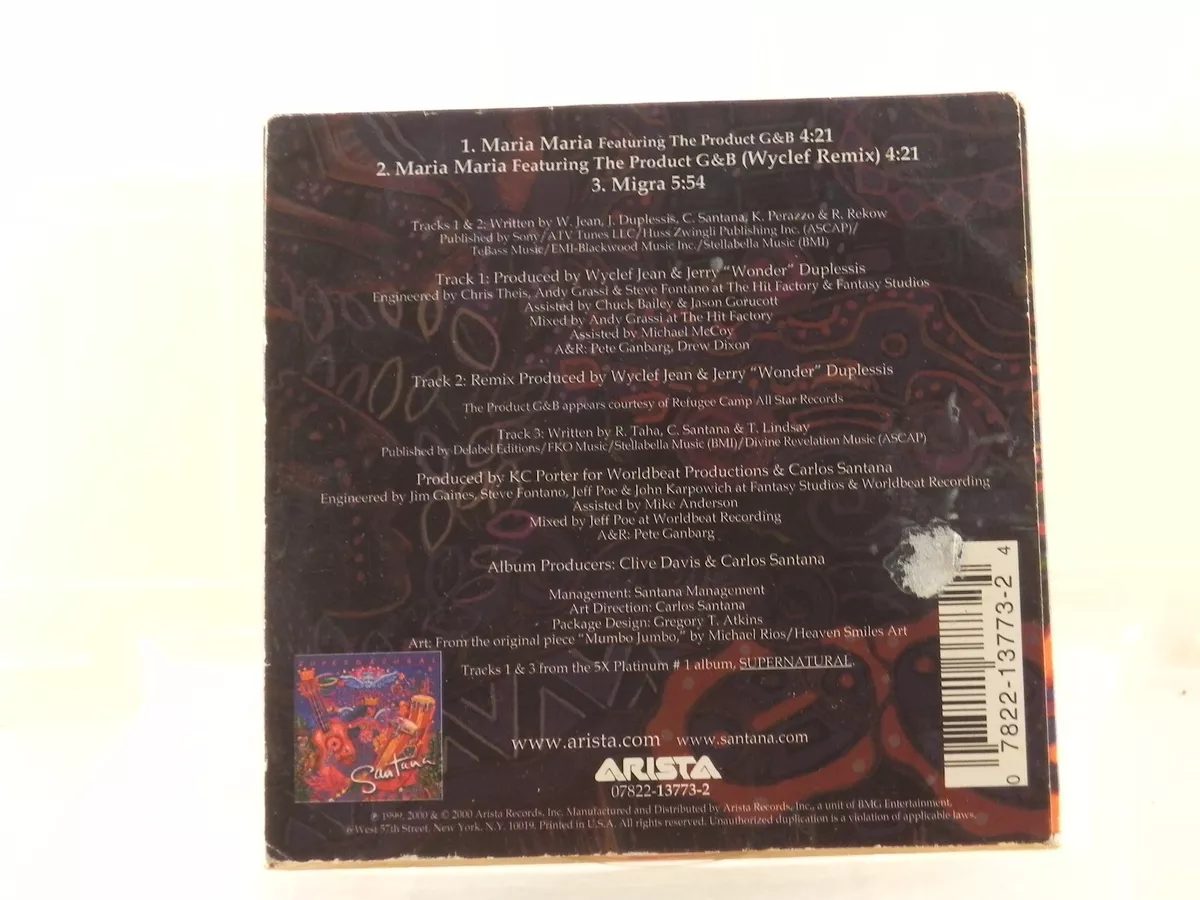 1. Maria Maria Featuring The Product G&B 4:21
2. Maria Maria Featuring The Product G&B (Wyclef Remix) 4:21
3. Migra 5:54
Tracks 1 & 2: Written by W. Jean, J. Duplessis, C. Santana, K. Perazzo & R. Rekow
Published by Sony/ATV Tunes LLC/Huss Zwingli Publishing Inc. (ASCAP)/
TeBass Music/EMI-Blackwood Music Inc./Stellabella Music (BMI)
Track 1: Produced by Wyclef Jean & Jerry "Wonder" Duplessis
Engineered by Chris Theis, Andy Grassi & Steve Fontano at The Hit Factory & Fantasy Studios
Assisted by Chuck Bailey & Jason Gorucott
Mixed by Andy Grassi at The Hit Factory
Assisted by Michael McCoy
A&R: Pete Ganbarg, Drew Dixon
Track 2: Remix Produced by Wyclef Jean & Jerry "Wonder" Duplessis
The Product G&B appears courtesy of Refugee Camp All Star Records
Track 3: Written by R. Taha, C. Santana & T. Lindsay
Published by Delabel Editions/FKO Music/Stellabella Music (BMI)/Divine Revelation Music (ASCAP)
Produced by KC Porter for Worldbeat Productions & Carlos Santana
Engineered by Jim Gaines, Steve Fontano, Jeff Poe & John Karpowich at Fantasy Studios & Worldbeat Recording
Assisted by Mike Anderson
Mixed by Jeff Poe at Worldbeat Recording
A&R: Pete Ganbarg
Album Producers: Clive Davis & Carlos Santana
Management: Santana Management
Art Direction: Carlos Santana
Package Design: Gregory T. Atkins
Art: From the original piece "Mumbo Jumbo," by Michael Rios/Heaven Smiles Art
Tracks 1 & 3 from the 5X Platinum # 1 album, SUPERNATURAL.
SUPERNATURAL
Santana
www.arista.com www.santana.com
ARISTA
07822-13773-2
℗ 1999, 2000 & © 2000 Arista Records, Inc. Manufactured and Distributed by Arista Records, Inc., a unit of BMG Entertainment,
6 West 57th Street, New York, N.Y. 10019. Printed in U.S.A. All rights reserved. Unauthorized duplication is a violation of applicable laws.
0 7822-13773-2 4